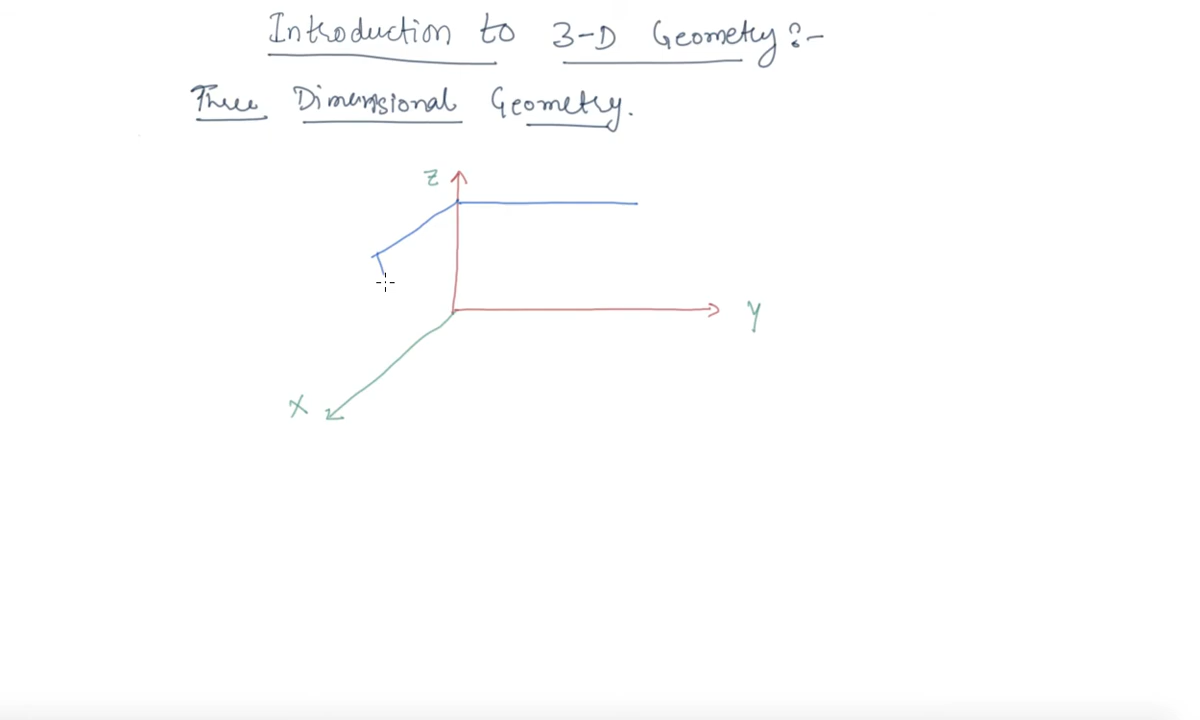 Introduction to 3-D Geometry :-
Three Dimensional Geometry.
Z
Y
X